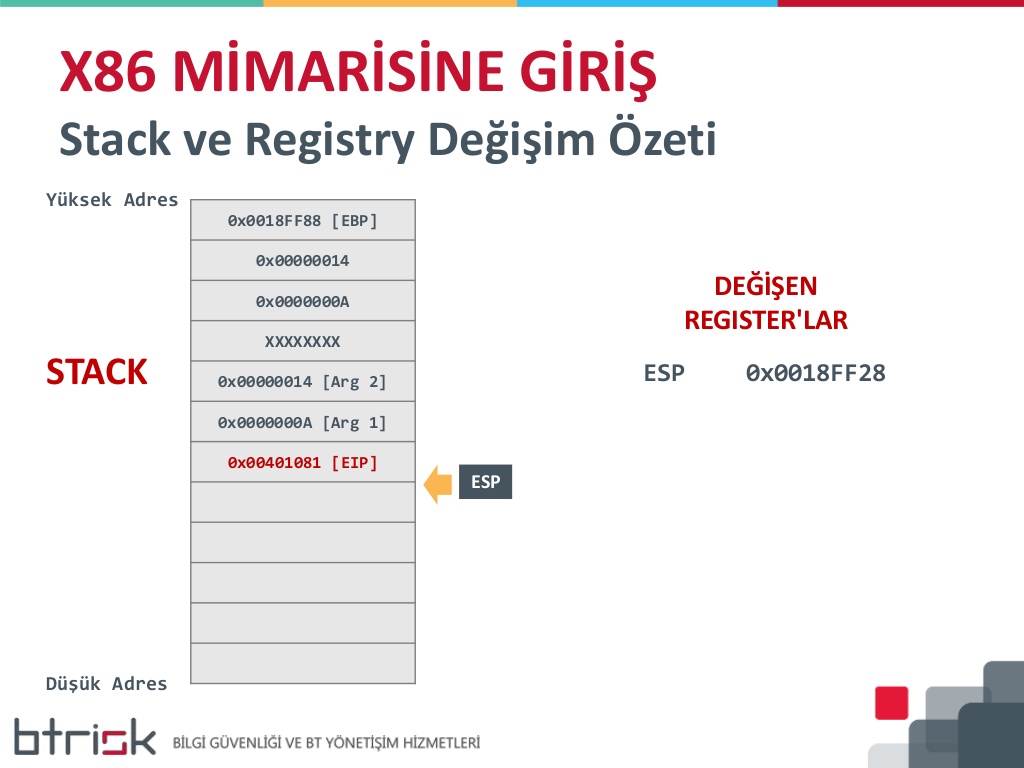 X86 MİMARİSİNE GİRİŞ
Stack ve Registry Değişim Özeti
Yüksek Adres
0x0018FF88 [EBP]
0x00000014
0x0000000A
XXXXXXXX
STACK
0x00000014 [Arg 2]
0x0000000A [Arg 1]
0x00401081 [EIP]
ESP
DEĞİŞEN
REGISTER'LAR
ESP 0x0018FF28
Düşük Adres
btrisk BİLGİ GÜVENLİĞİ VE BT YÖNETİŞİM HİZMETLERİ